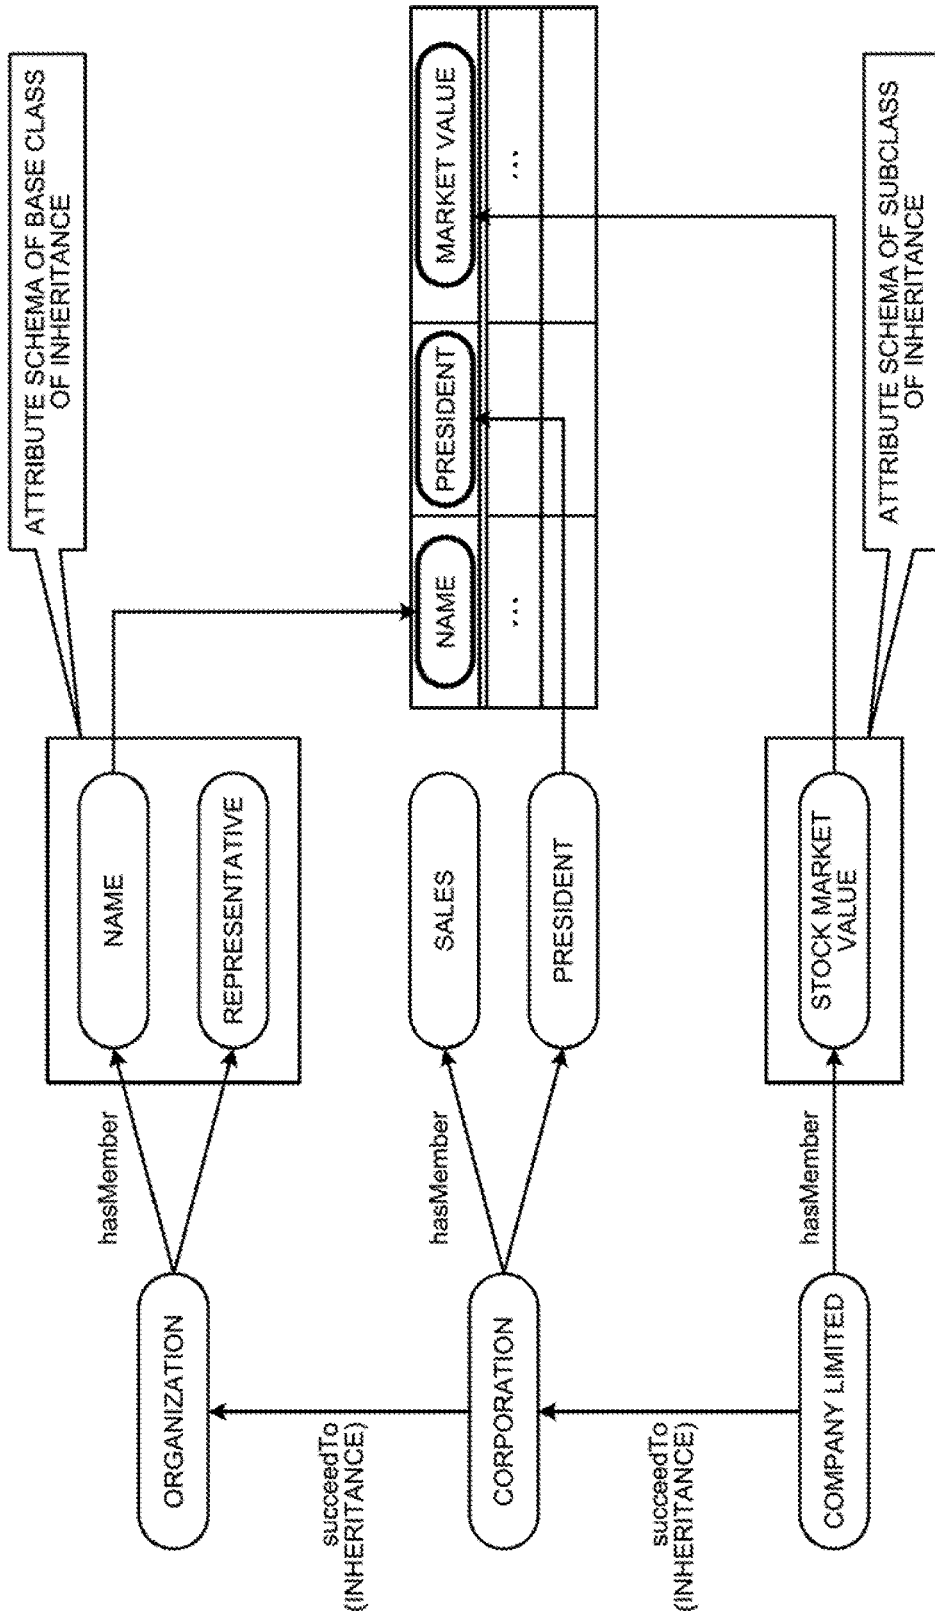 ATTRIBUTE SCHEMA OF BASE CLASS
OF INHERITANCE
ORGANIZATION
hasMember
NAME
REPRESENTATIVE
succeedTo
(INHERITANCE)
CORPORATION
hasMember
SALES
PRESIDENT
NAME
PRESIDENT
MARKET VALUE
...
...
succeedTo
(INHERITANCE)
COMPANY LIMITED
hasMember
STOCK MARKET
VALUE
ATTRIBUTE SCHEMA OF SUBCLASS
OF INHERITANCE